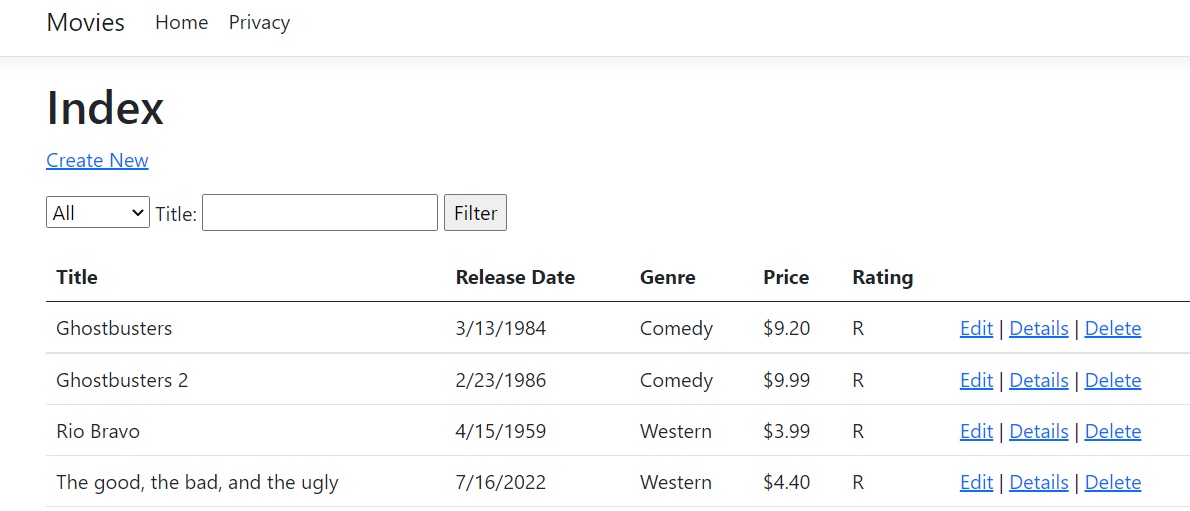 Movies Home Privacy
Index
Create New
All Title: Filter
Title Release Date Genre Price Rating
Ghostbusters 3/13/1984 Comedy $9.20 R Edit | Details | Delete
Ghostbusters 2 2/23/1986 Comedy $9.99 R Edit | Details | Delete
Rio Bravo 4/15/1959 Western $3.99 R Edit | Details | Delete
The good, the bad, and the ugly 7/16/2022 Western $4.40 R Edit | Details | Delete